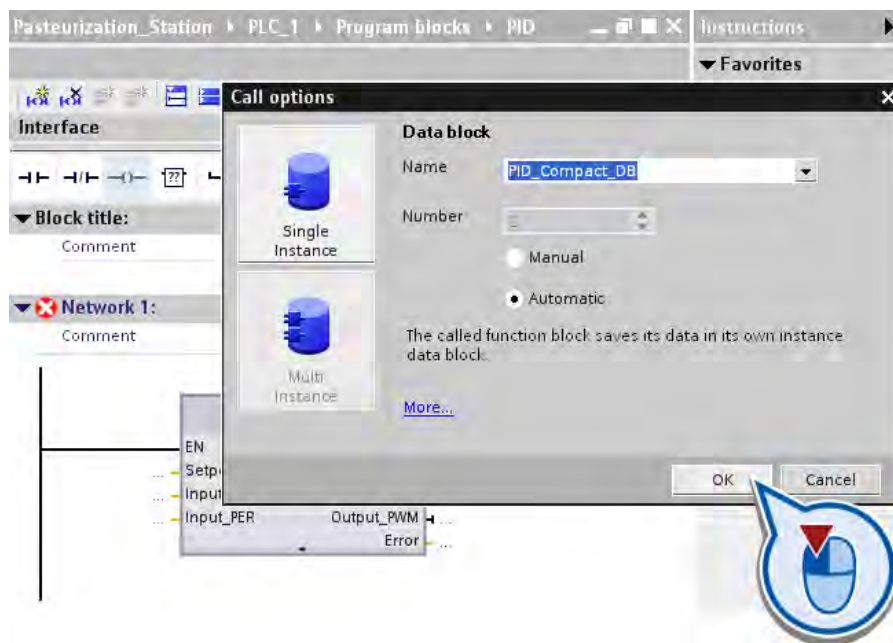 Pasteurization_Station PLC_1 Program blocks PID
Instructions
Favorites
Call options
Interface
Data block
Name PID_Compact_DB
Number
Single
Instance
Manual
Automatic
??
Block title:
Comment
Network 1:
Comment
The called function block saves its data in its own instance
data block.
Multi
Instance
More...
EN
Setp
Input
Input_PER Output_PWM ...
Error ...
OK Cancel